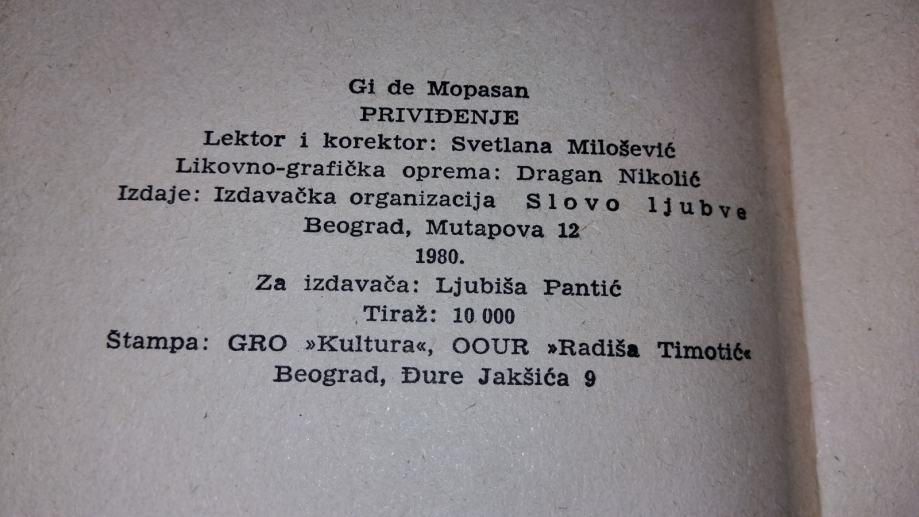 Gi de Mopasan
PRIVIĐENJE
Lektor i korektor: Svetlana Milošević
Likovno-grafička oprema: Dragan Nikolić
Izdaje: Izdavačka organizacija Slovo ljubve
Beograd, Mutapova 12
1980.
Za izdavača: Ljubiša Pantić
Tiraž: 10 000
Štampa: GRO »Kultura«, OOUR »Radiša Timotić«
Beograd, Đure Jakšića 9